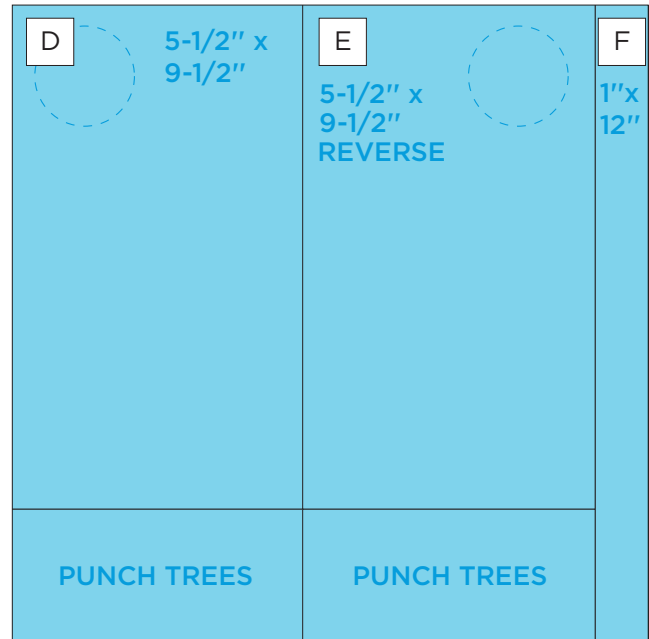 D
5-1/2'' x
9-1/2''
E
5-1/2'' x
9-1/2''
REVERSE
F
1''x
12''
PUNCH TREES
PUNCH TREES